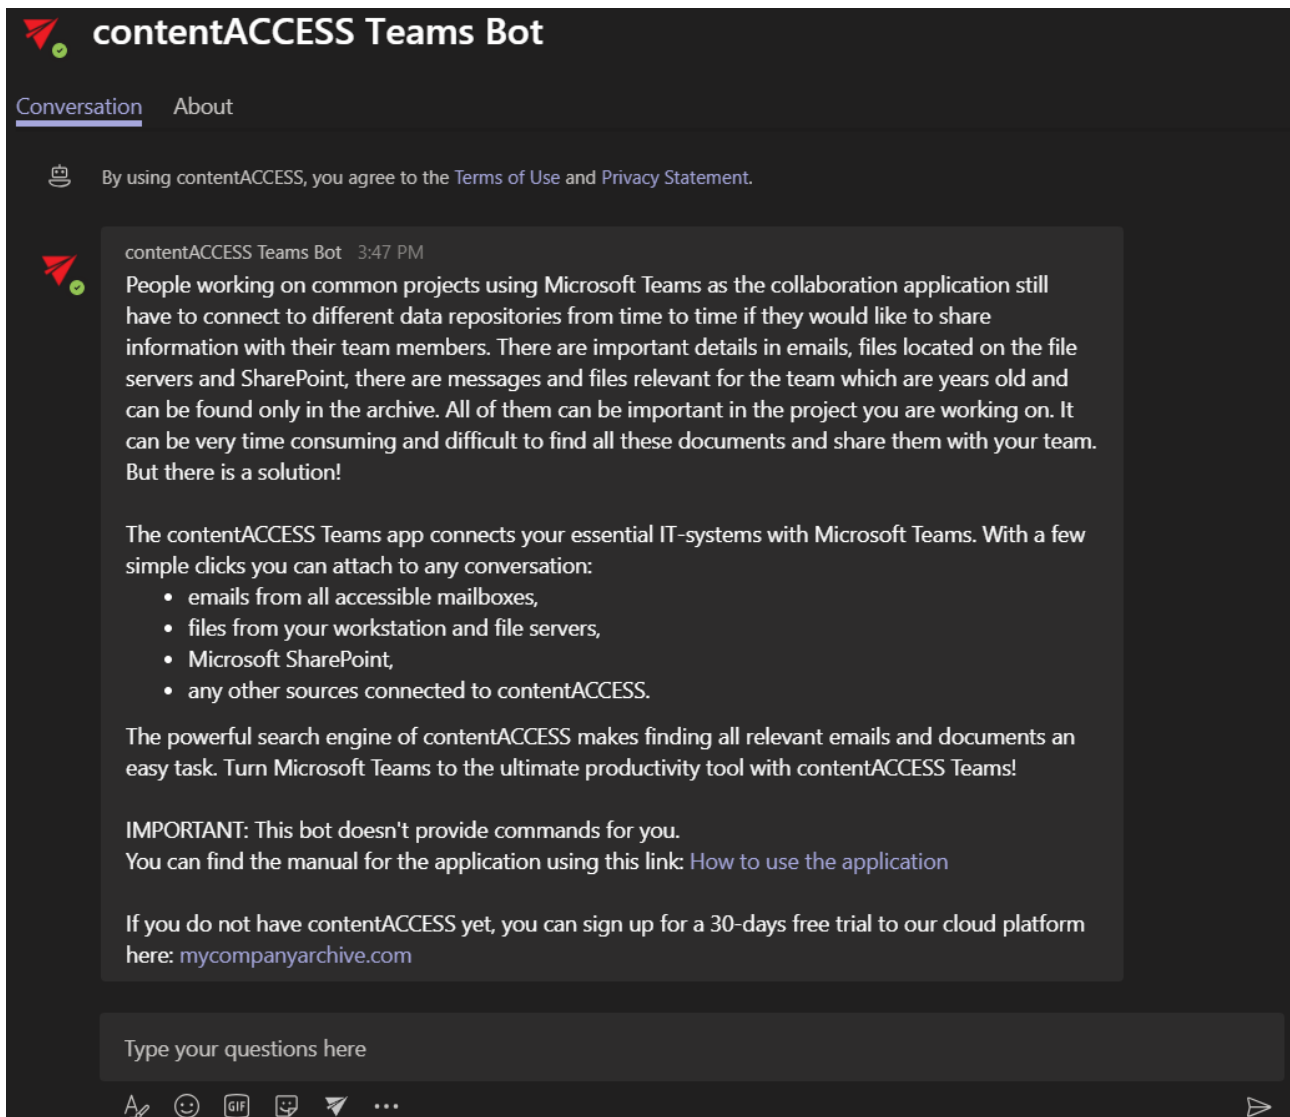 contentACCESS Teams Bot
Conversation About
By using contentACCESS, you agree to the Terms of Use and Privacy Statement.
contentACCESS Teams Bot 3:47 PM
People working on common projects using Microsoft Teams as the collaboration application still
have to connect to different data repositories from time to time if they would like to share
information with their team members. There are important details in emails, files located on the file
servers and SharePoint, there are messages and files relevant for the team which are years old and
can be found only in the archive. All of them can be important in the project you are working on. It
can be very time consuming and difficult to find all these documents and share them with your team.
But there is a solution!
The contentACCESS Teams app connects your essential IT-systems with Microsoft Teams. With a few
simple clicks you can attach to any conversation:
• emails from all accessible mailboxes,
• files from your workstation and file servers,
• Microsoft SharePoint,
• any other sources connected to contentACCESS.
The powerful search engine of contentACCESS makes finding all relevant emails and documents an
easy task. Turn Microsoft Teams to the ultimate productivity tool with contentACCESS Teams!
IMPORTANT: This bot doesn't provide commands for you.
You can find the manual for the application using this link: How to use the application
If you do not have contentACCESS yet, you can sign up for a 30-days free trial to our cloud platform
here: mycompanyarchive.com
Type your questions here
GIF